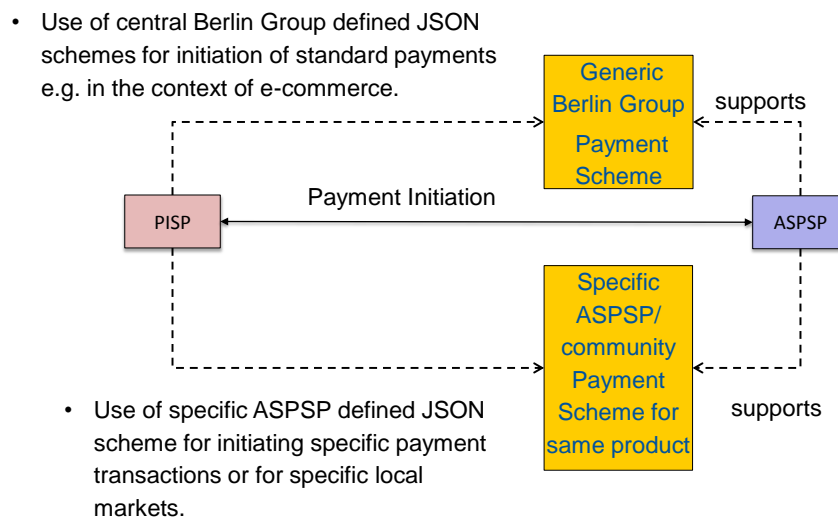 • Use of central Berlin Group defined JSON
schemes for initiation of standard payments
e.g. in the context of e-commerce.
Generic
Berlin Group
Payment
Scheme
supports
Payment Initiation
PISP
ASPSP
Specific
ASPSP/
community
Payment
Scheme for
same product
supports
• Use of specific ASPSP defined JSON
scheme for initiating specific payment
transactions or for specific local
markets.